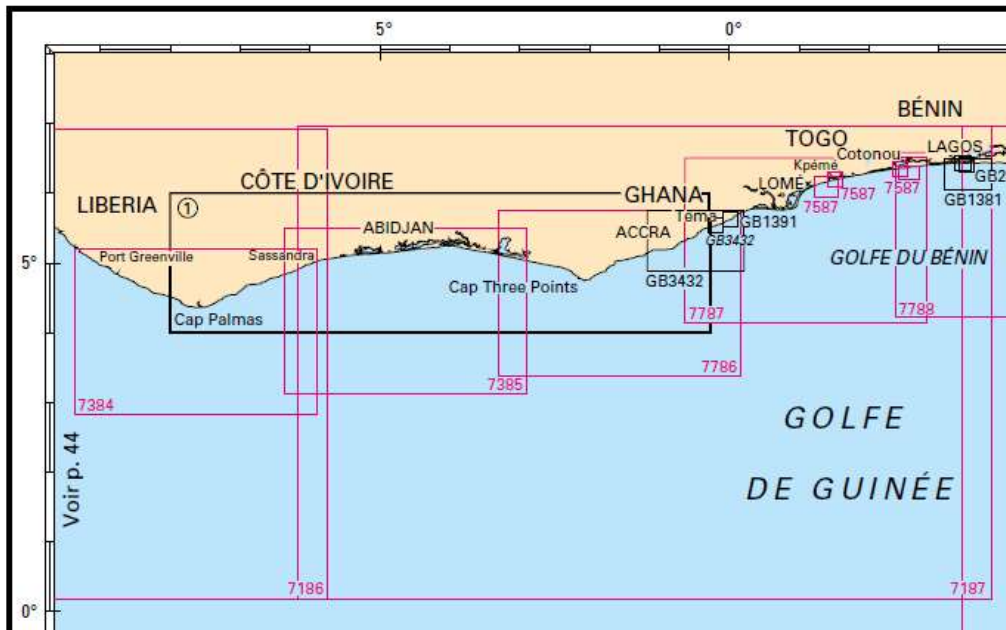 5°
0°
BÉNIN
TOGO
Cotonou
LAGOS
Kpémé
CÔTE D'IVOIRE
GHANA
LOMÉ
7587
7587
7587
GB2
GB1381
LIBERIA
1
Téma
GB1391
ABIDJAN
ACCRA
GB3432
5°
Port Greenville
Sassandra
GOLFE DU BÉNIN
GB3432
Cap Three Points
Cap Palmas
7787
7788
7786
7385
7384
GOLFE
DE GUINÉE
Voir p. 44
7186
7187
0°